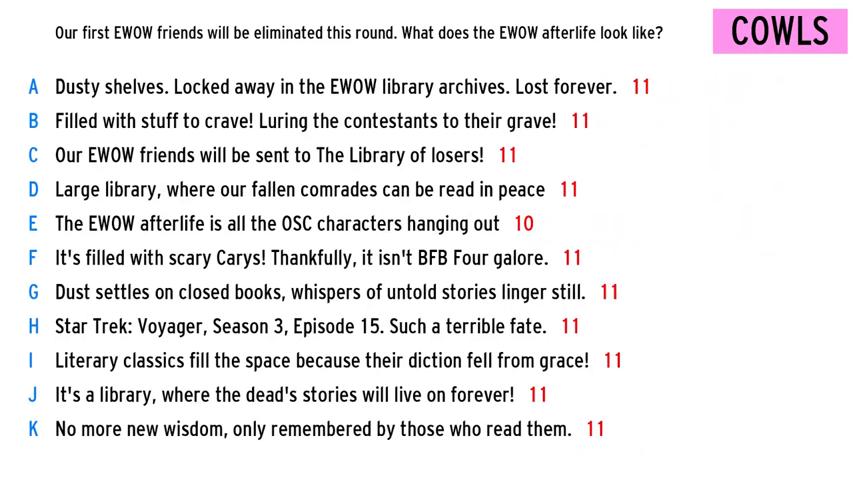 Our first EWOW friends will be eliminated this round. What does the EWOW afterlife look like?
COWLS
A Dusty shelves. Locked away in the EWOW library archives. Lost forever. 11
B Filled with stuff to crave! Luring the contestants to their grave! 11
C Our EWOW friends will be sent to The Library of losers! 11
D Large library, where our fallen comrades can be read in peace 11
E The EWOW afterlife is all the OSC characters hanging out 10
F It's filled with scary Carys! Thankfully, it isn't BFB Four galore. 11
G Dust settles on closed books, whispers of untold stories linger still. 11
H Star Trek: Voyager, Season 3, Episode 15. Such a terrible fate. 11
I Literary classics fill the space because their diction fell from grace! 11
J It's a library, where the dead's stories will live on forever! 11
K No more new wisdom, only remembered by those who read them. 11